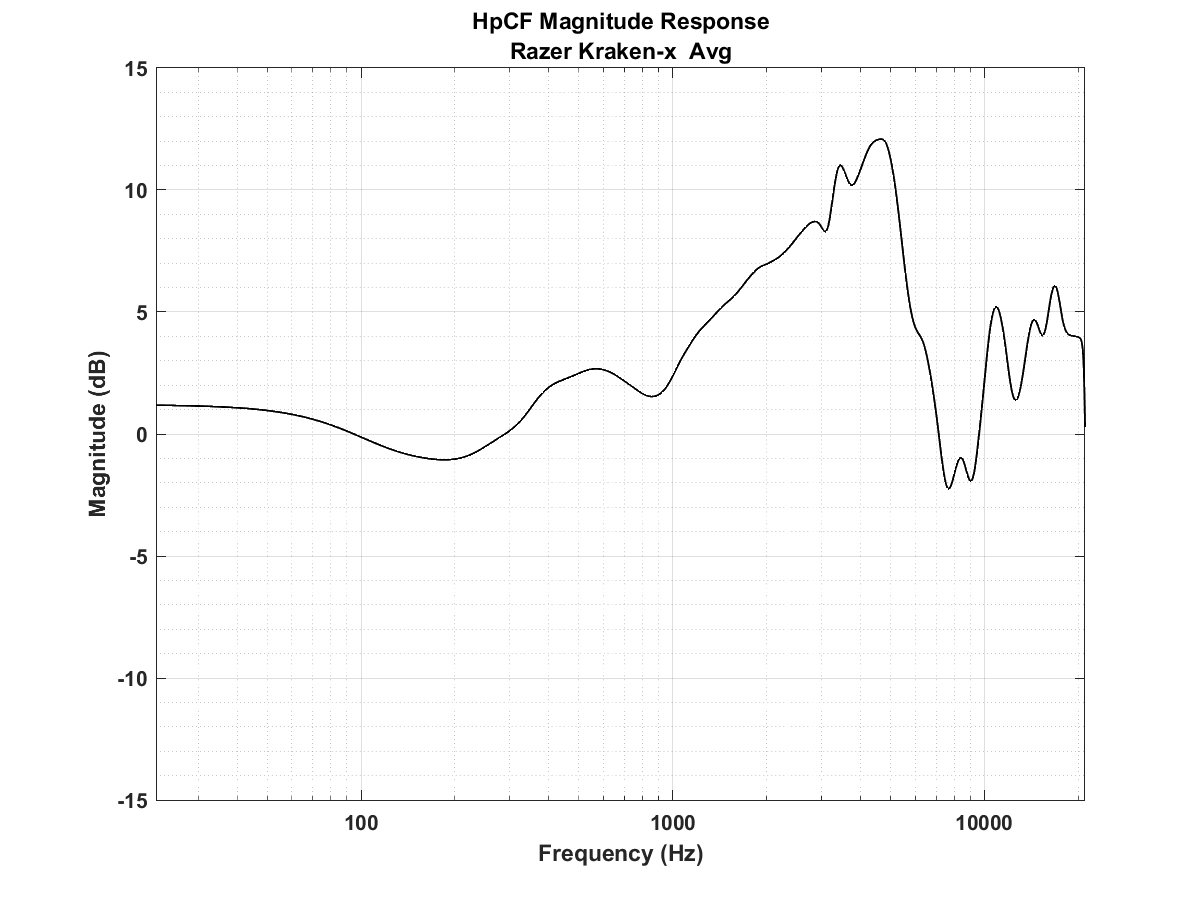 HpCF Magnitude Response
Razer Kraken-x  Avg
15
10
5
0
-5
-10
-15
Magnitude (dB)
100
1000
10000
Frequency (Hz)